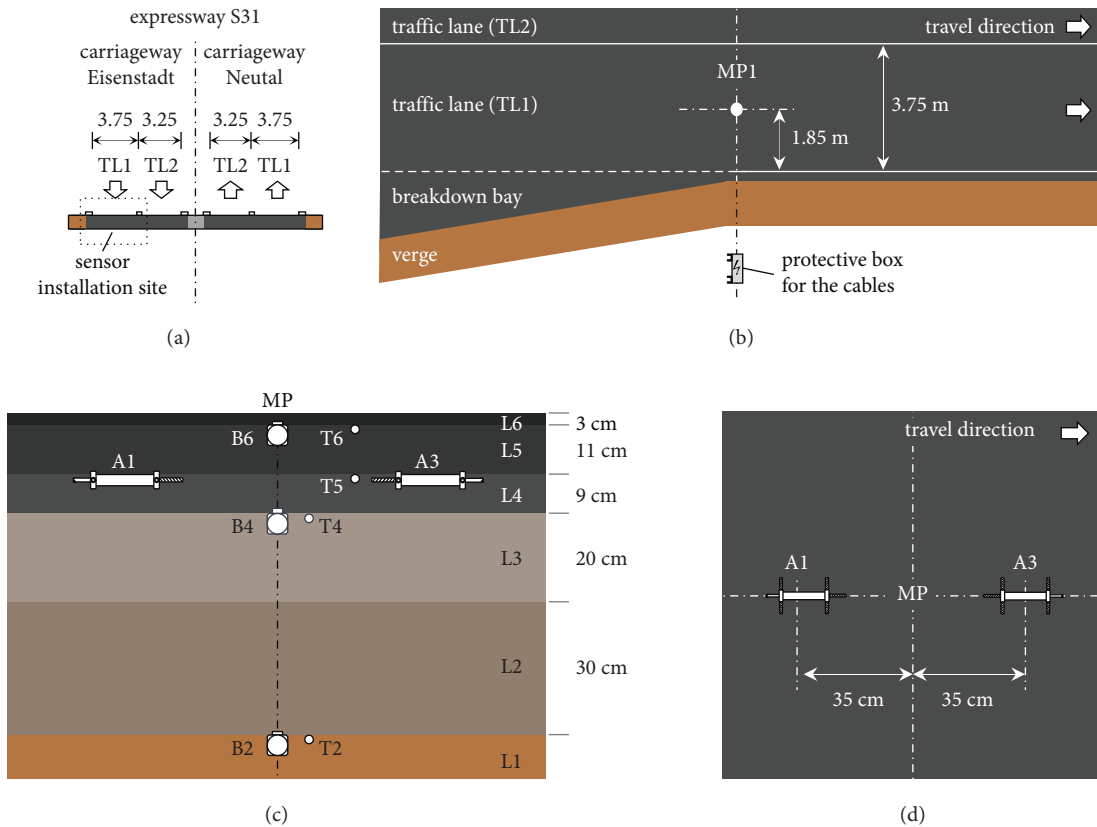 expressway S31
carriageway
Eisenstadt
carriageway
Neutal
3.75
3.25
3.25
3.75
TL1
TL2
TL2
TL1
sensor
installation site
(a)
traffic lane (TL2)
travel direction
MP1
traffic lane (TL1)
3.75 m
1.85 m
breakdown bay
verge
protective box
for the cables
(b)
MP
L6
3 cm
B6
T6
L5
11 cm
A1
A3
T5
L4
9 cm
B4
T4
L3
20 cm
L2
30 cm
B2
T2
L1
(c)
travel direction
A1
A3
MP
35 cm
35 cm
(d)